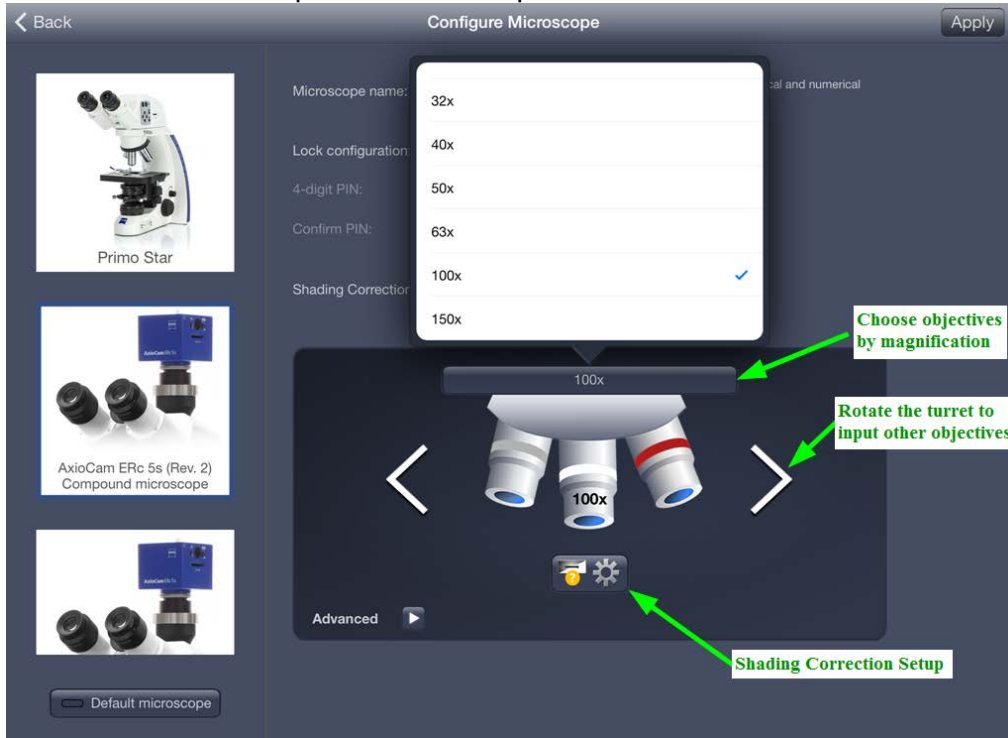 Back
Configure Microscope
Apply
Primo Star
AxioCam ERc 5s (Rev. 2)
Compound microscope
Default microscope
Microscope name:
cal and numerical
Lock configuration
4-digit PIN:
Confirm PIN:
Shading Correction
32x
40x
50x
63x
100x
150x
100x
100x
Advanced
Choose objectives
by magnification
Rotate the turret to
input other objectives
Shading Correction Setup